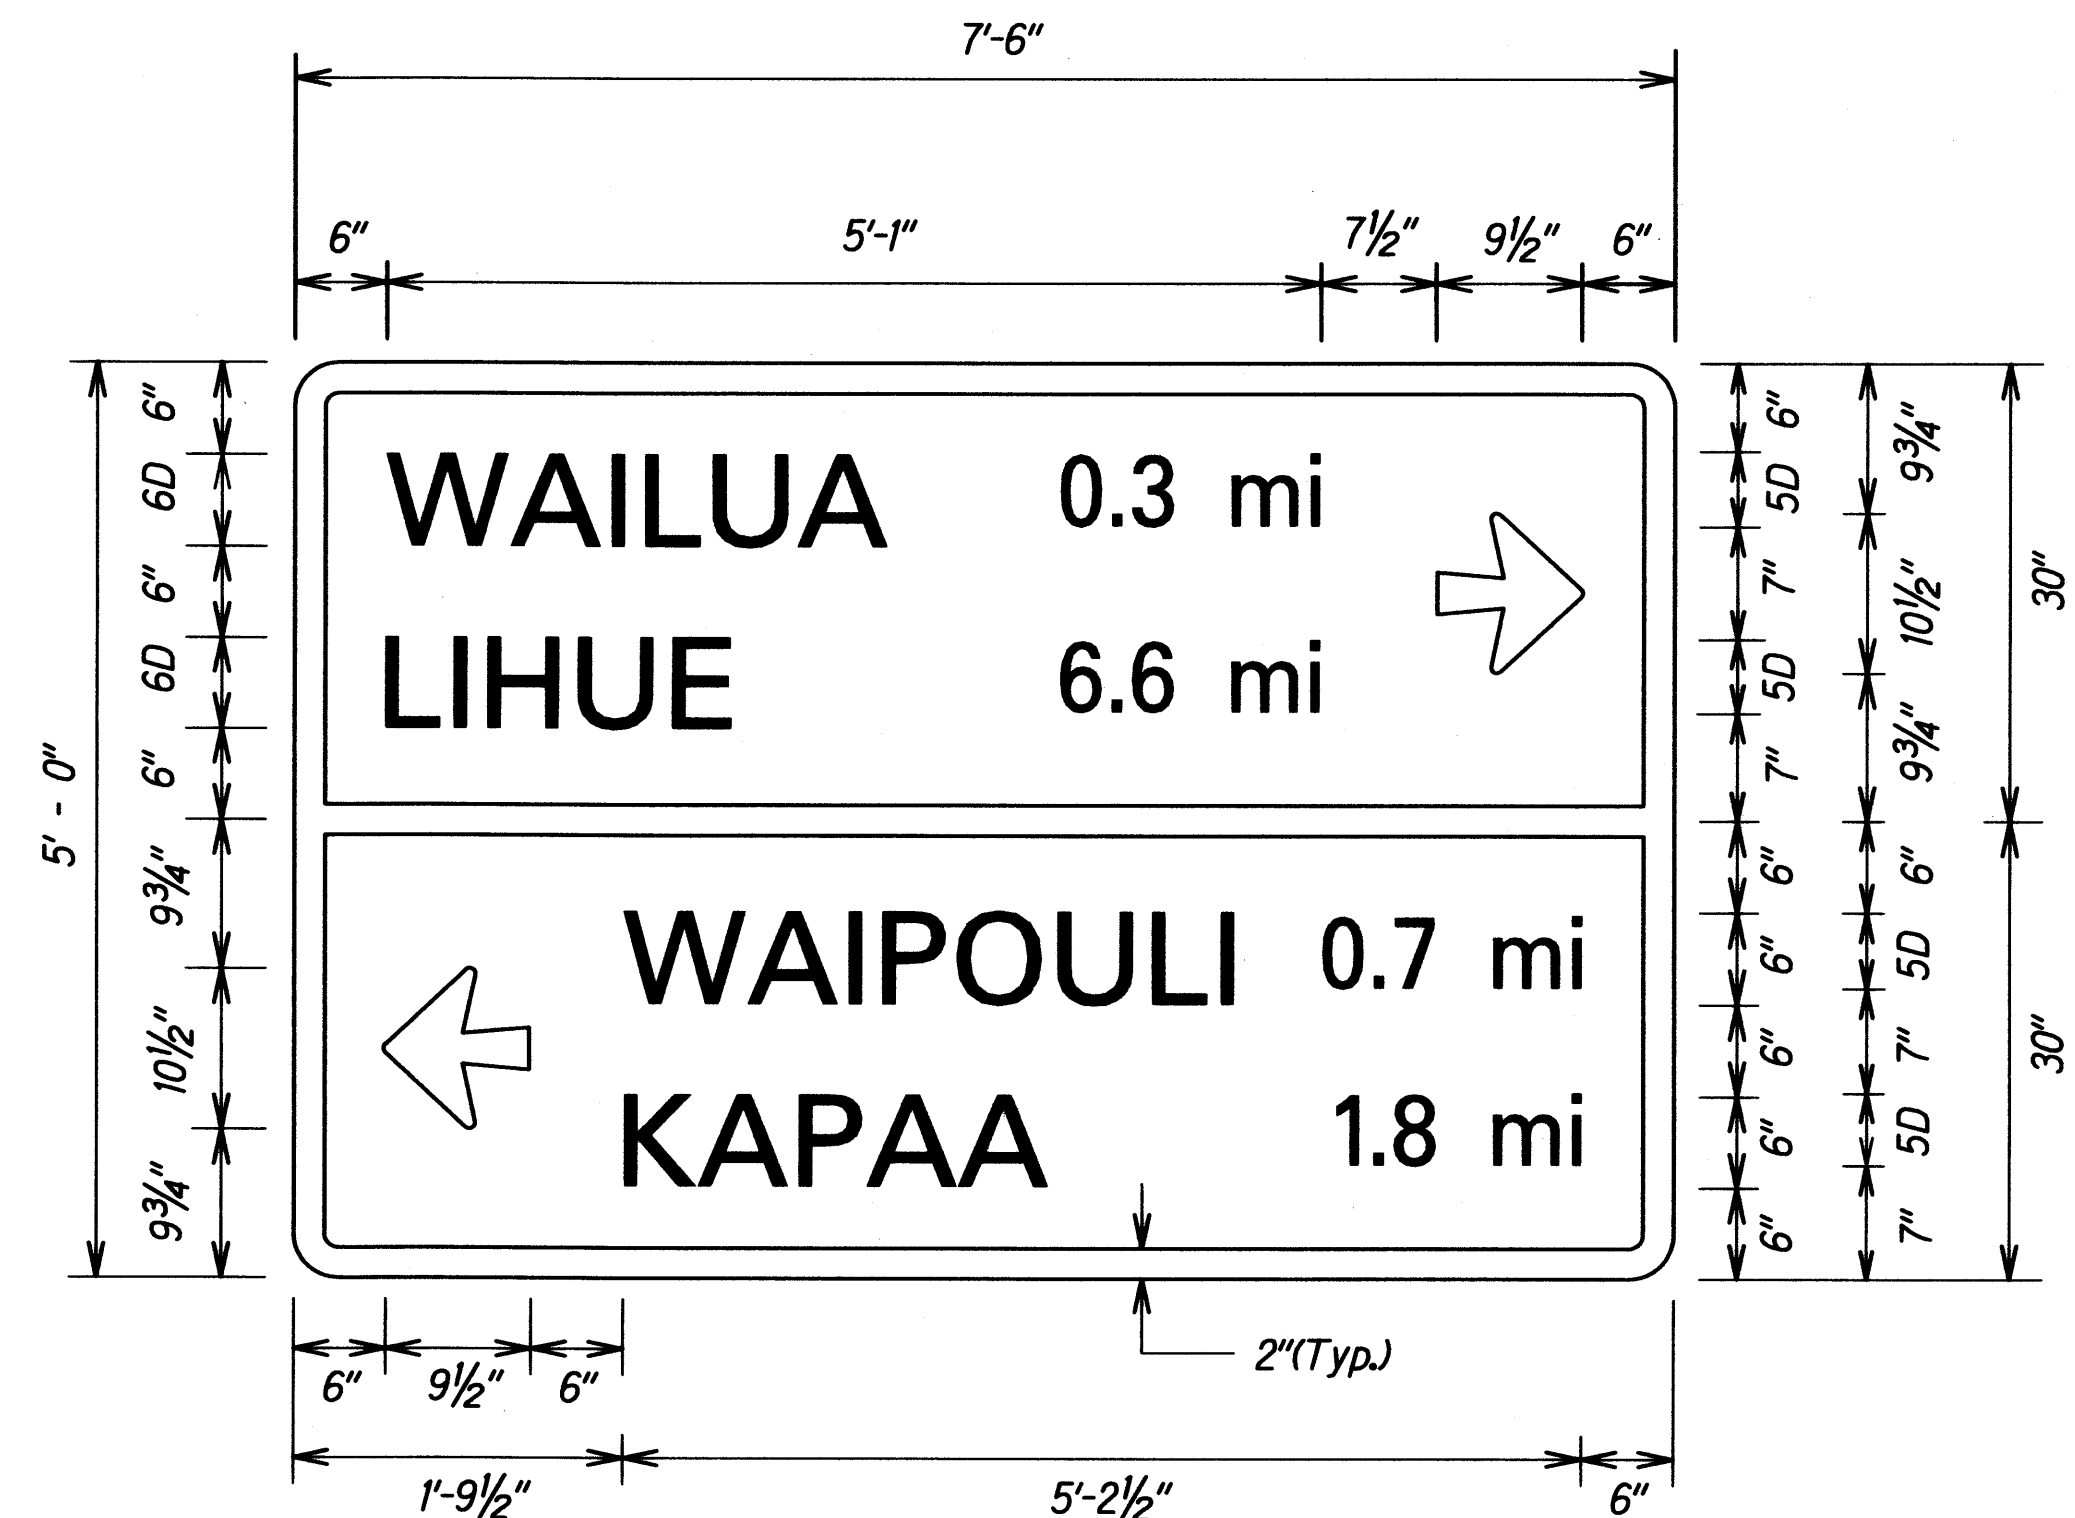 7'-6"
6" 5'-1" 7½" 9½" 6"
WAILUA 0.3 mi
LIHUE 6.6 mi
WAIPOULI 0.7 mi
KAPAA 1.8 mi
5' - 0"
6"
6D
6"
6D
6"
9¾"
10½"
9¾"
6"
5D
7"
5D
7"
6"
6"
6"
6"
6"
9¾"
10½"
9¾"
6"
5D
7"
5D
7"
30"
30"
2"(Typ.)
6" 9½" 6"
1'-9½" 5'-2½" 6"